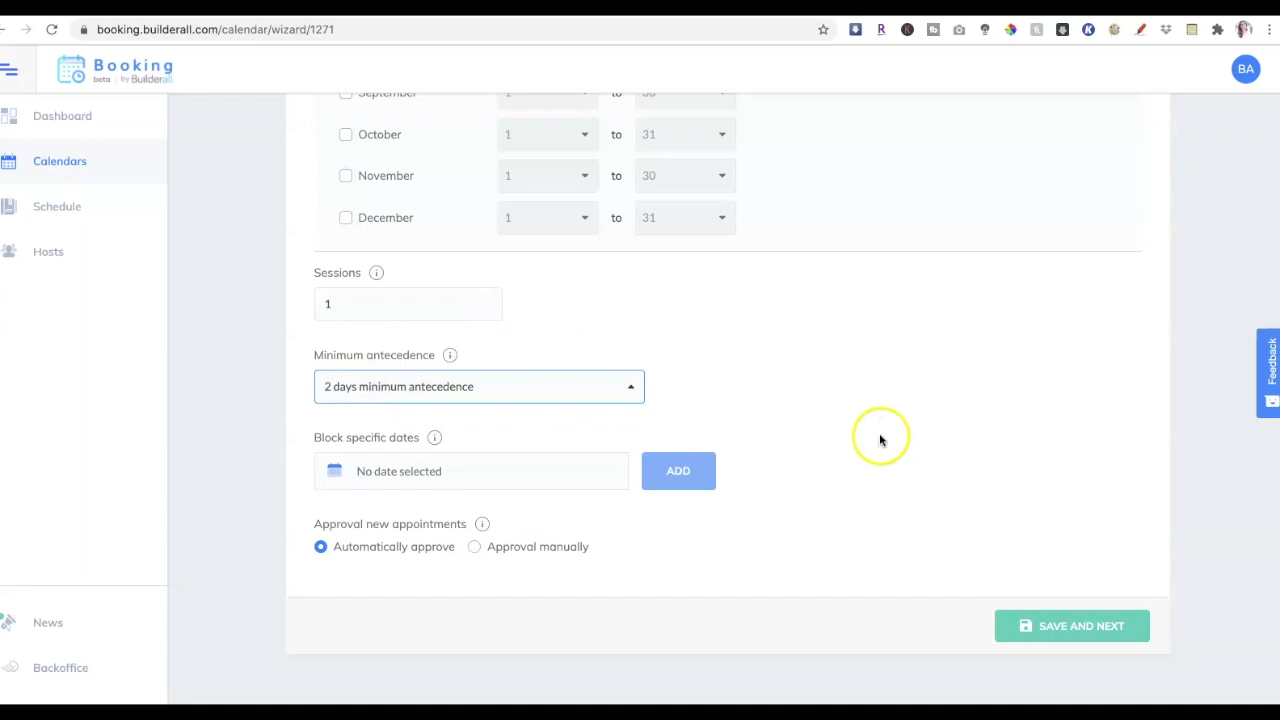 booking.builderall.com/calendar/wizard/1271
Booking
beta | by Builderall
BA
Dashboard
Calendars
Schedule
Hosts
News
Backoffice
September 1 to 30
October 1 to 31
November 1 to 30
December 1 to 31
Sessions
1
Minimum antecedence
2 days minimum antecedence
Block specific dates
No date selected
ADD
Approval new appointments
Automatically approve
Approval manually
SAVE AND NEXT
Feedback